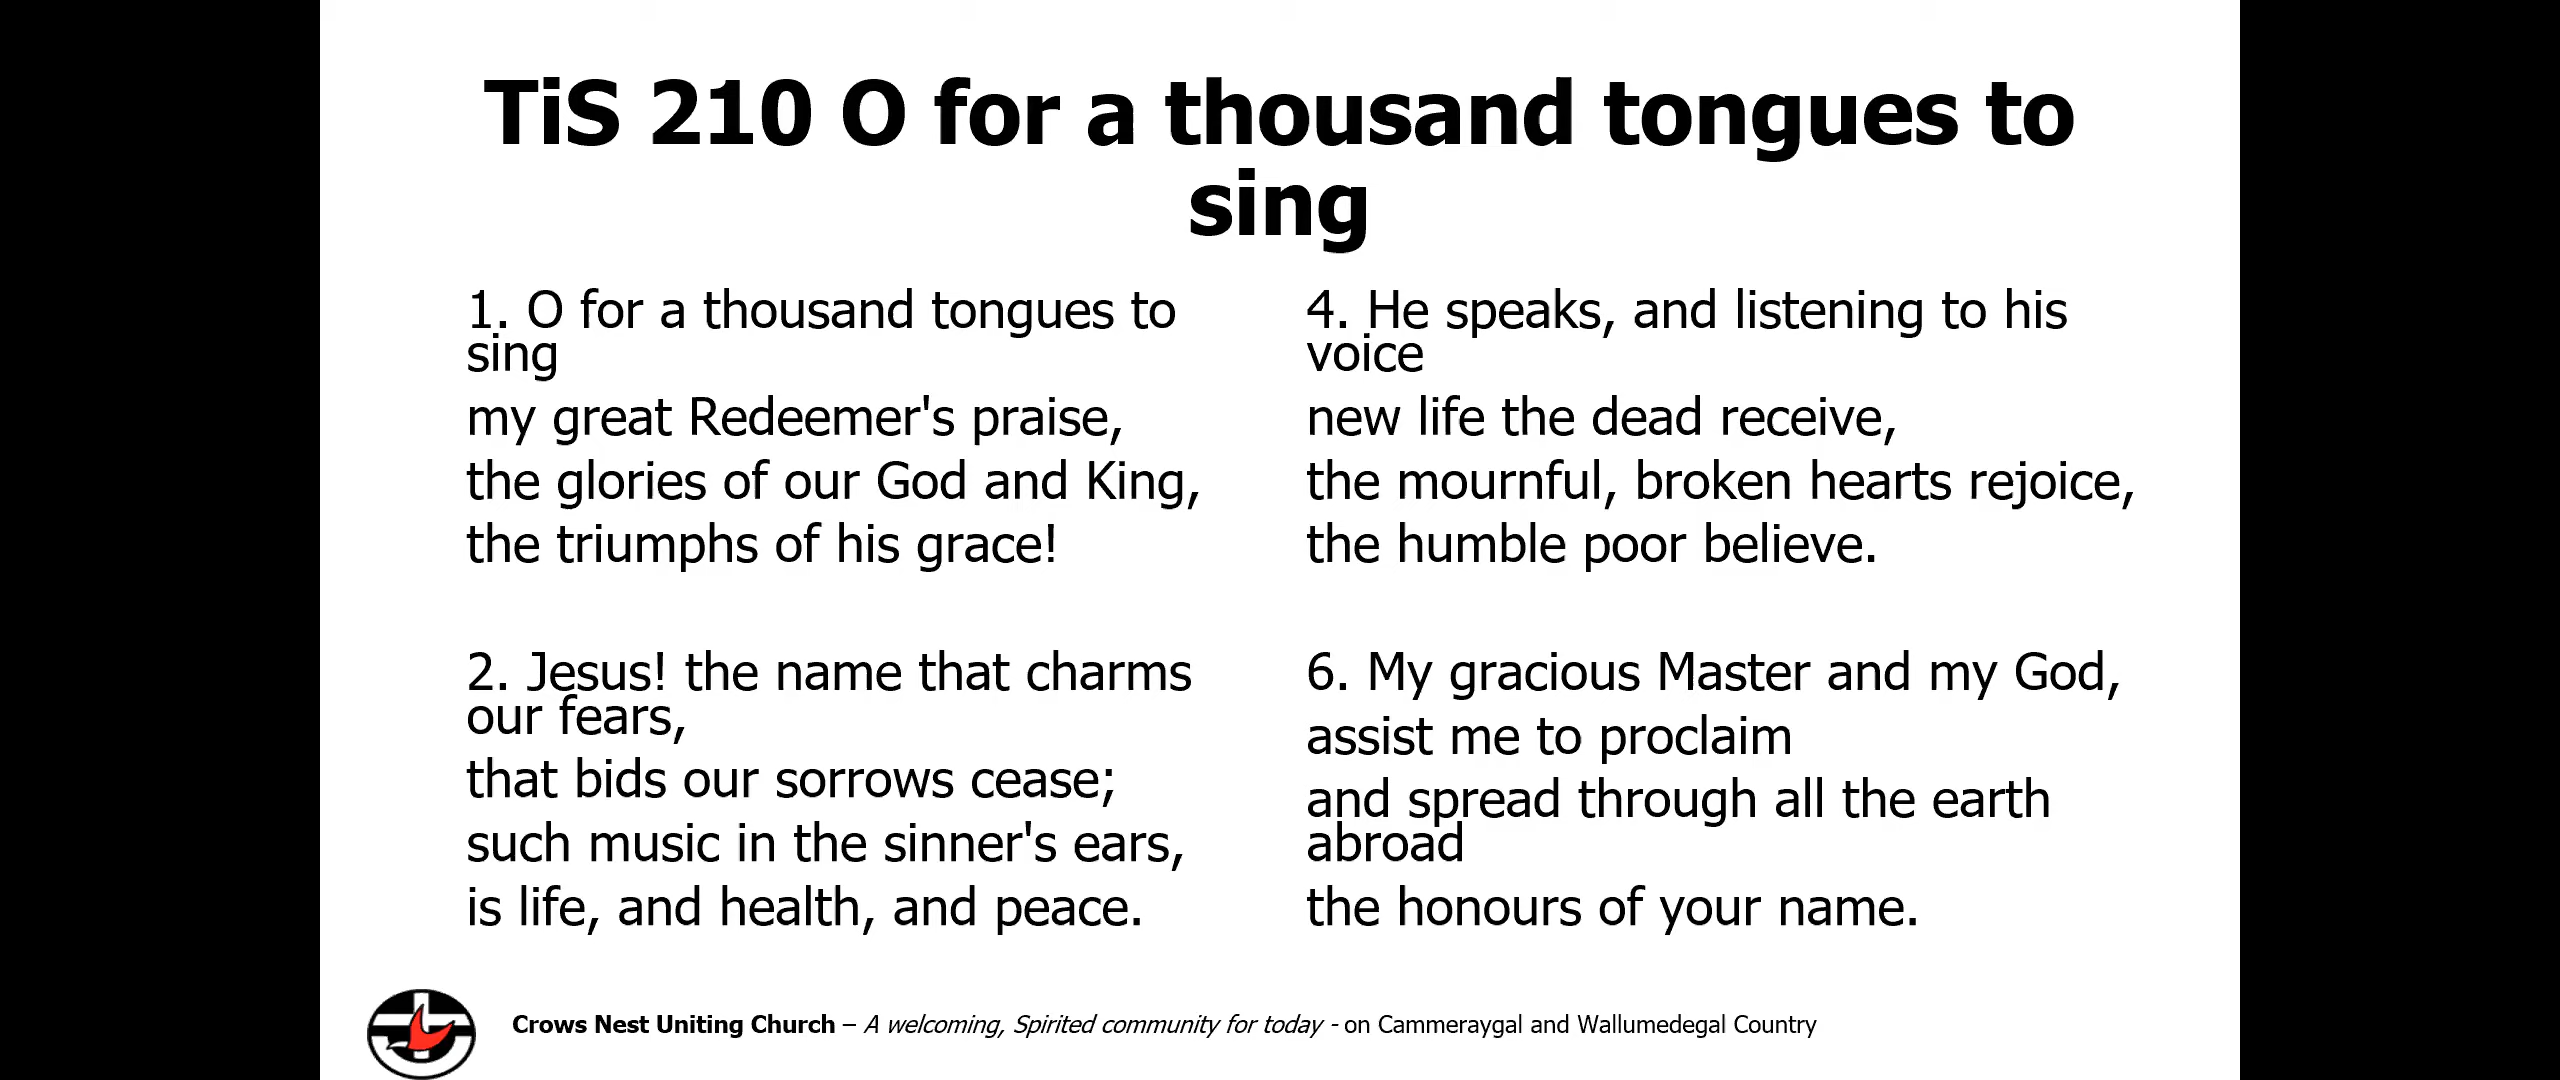 TiS 210 O for a thousand tongues to
sing
1. O for a thousand tongues to
sing
my great Redeemer's praise,
the glories of our God and King,
the triumphs of his grace!
2. Jesus! the name that charms
our fears,
that bids our sorrows cease;
such music in the sinner's ears,
is life, and health, and peace.
4. He speaks, and listening to his
voice
new life the dead receive,
the mournful, broken hearts rejoice,
the humble poor believe.
6. My gracious Master and my God,
assist me to proclaim
and spread through all the earth
abroad
the honours of your name.
Crows Nest Uniting Church – A welcoming, Spirited community for today - on Cammeraygal and Wallumedegal Country